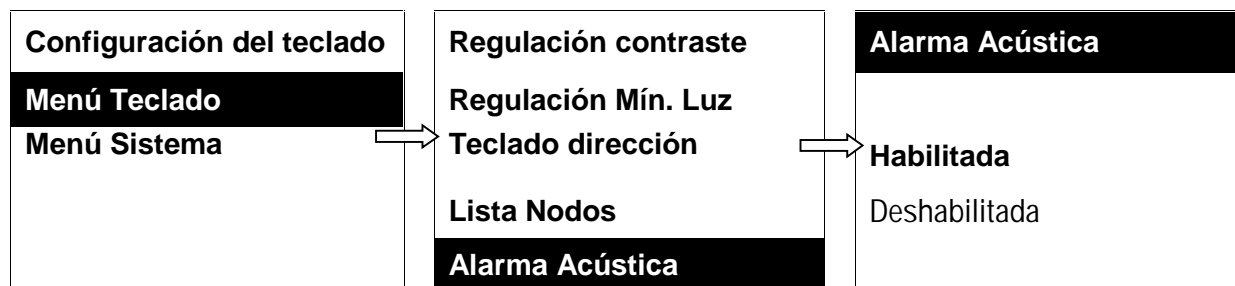 Configuración del teclado
Menú Teclado
Menú Sistema
Regulación contraste
Regulación Mín. Luz
Teclado dirección
Lista Nodos
Alarma Acústica
Alarma Acústica
Habilitada
Deshabilitada